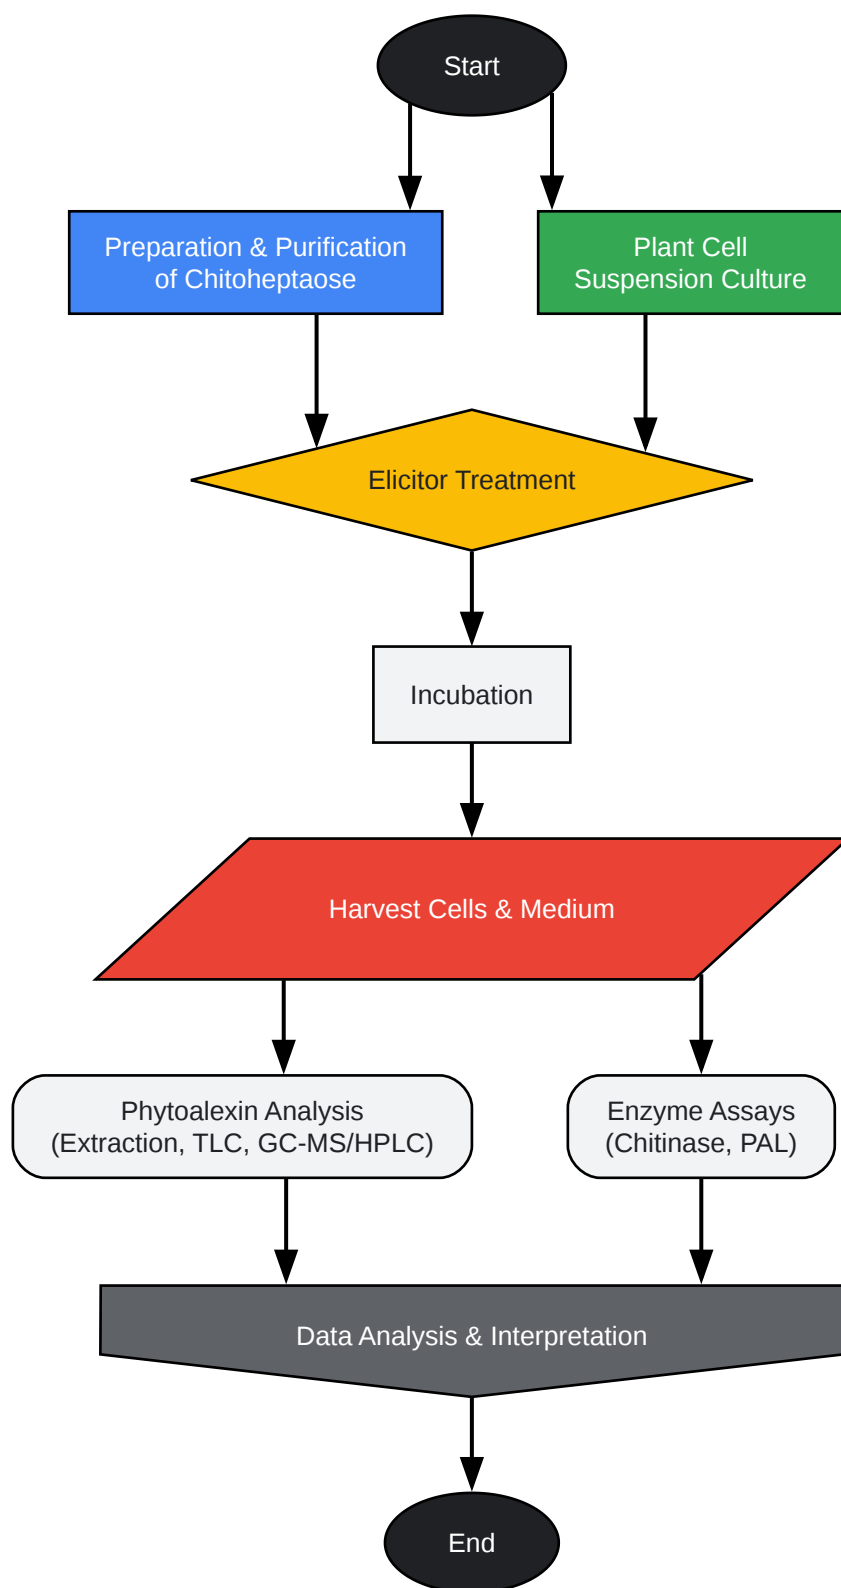 Start
Preparation & Purification
of Chitoheptaose
Plant Cell
Suspension Culture
Elicitor Treatment
Incubation
Harvest Cells & Medium
Phytoalexin Analysis
(Extraction, TLC, GC-MS/HPLC)
Enzyme Assays
(Chitinase, PAL)
Data Analysis & Interpretation
End